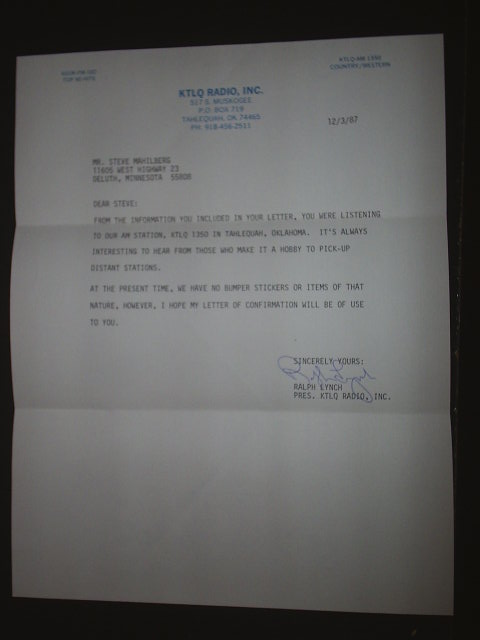 KTLQ-AM 1350
COUNTRY/WESTERN
KTLQ RADIO, INC.
517 S. MUSKOGEE
P.O. BOX 719
TAHLEQUAH, OK 74465
PH: 918-456-2511
12/3/87
MR. STEVE MAHLBERG
11605 WEST HIGHWAY 23
DELUTH, MINNESOTA 55808
DEAR STEVE:
FROM THE INFORMATION YOU INCLUDED IN YOUR LETTER, YOU WERE LISTENING
TO OUR AM STATION, KTLQ 1350 IN TAHLEQUAH, OKLAHOMA. IT'S ALWAYS
INTERESTING TO HEAR FROM THOSE WHO MAKE IT A HOBBY TO PICK-UP
DISTANT STATIONS.
AT THE PRESENT TIME, WE HAVE NO BUMPER STICKERS OR ITEMS OF THAT
NATURE, HOWEVER, I HOPE MY LETTER OF CONFIRMATION WILL BE OF USE
TO YOU.
SINCERELY YOURS:
RALPH LYNCH
PRES. KTLQ RADIO, INC.